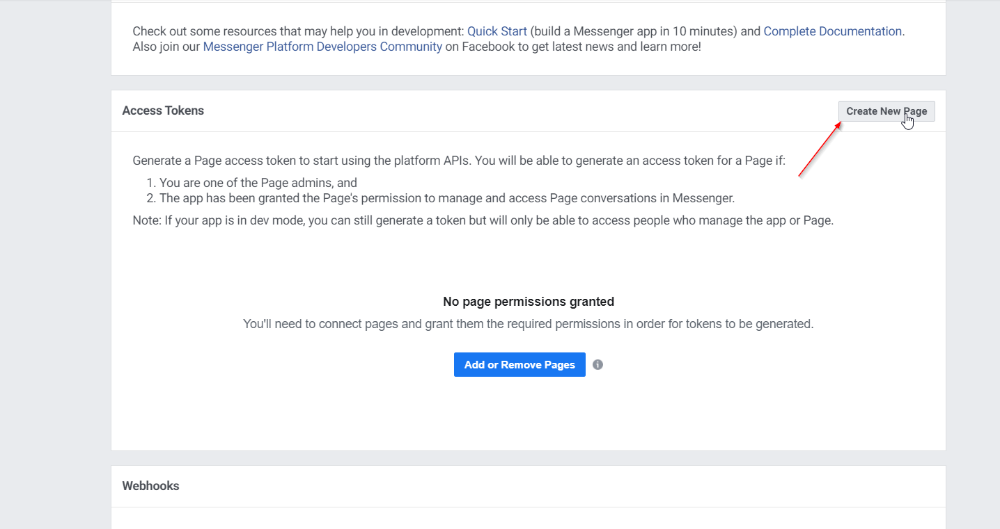 Check out some resources that may help you in development: Quick Start (build a Messenger app in 10 minutes) and Complete Documentation.
Also join our Messenger Platform Developers Community on Facebook to get latest news and learn more!
Access Tokens
Create New Page
Generate a Page access token to start using the platform APIs. You will be able to generate an access token for a Page if:
1. You are one of the Page admins, and
2. The app has been granted the Page's permission to manage and access Page conversations in Messenger.
Note: If your app is in dev mode, you can still generate a token but will only be able to access people who manage the app or Page.
No page permissions granted
You'll need to connect pages and grant them the required permissions in order for tokens to be generated.
Add or Remove Pages
Webhooks